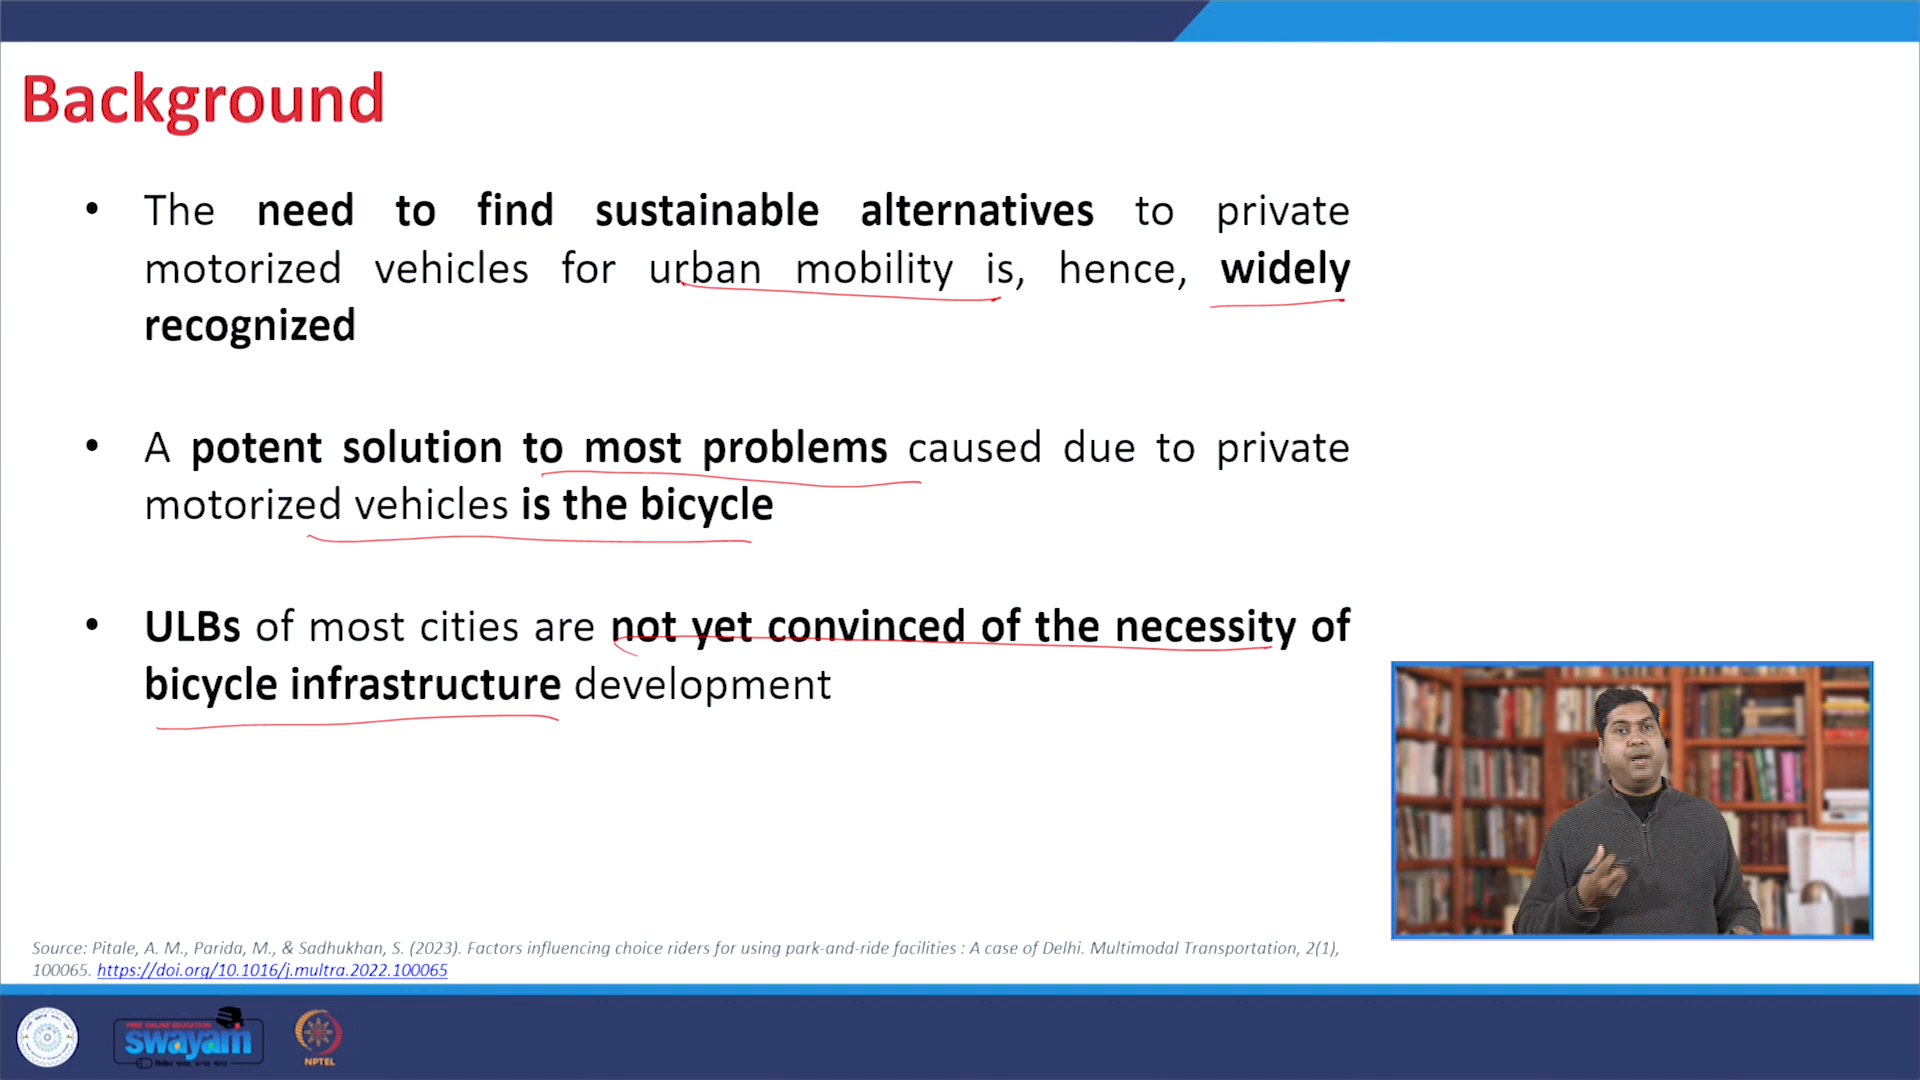 Background
• The need to find sustainable alternatives to private
motorized vehicles for urban mobility is, hence, widely
recognized
• A potent solution to most problems caused due to private
motorized vehicles is the bicycle
• ULBs of most cities are not yet convinced of the necessity of
bicycle infrastructure development
Source: Pitale, A. M., Parida, M., & Sadhukhan, S. (2023). Factors influencing choice riders for using park-and-ride facilities : A case of Delhi. Multimodal Transportation, 2(1),
100065. https://doi.org/10.1016/j.multra.2022.100065
FREE ONLINE EDUCATION
swayam
NPTEL